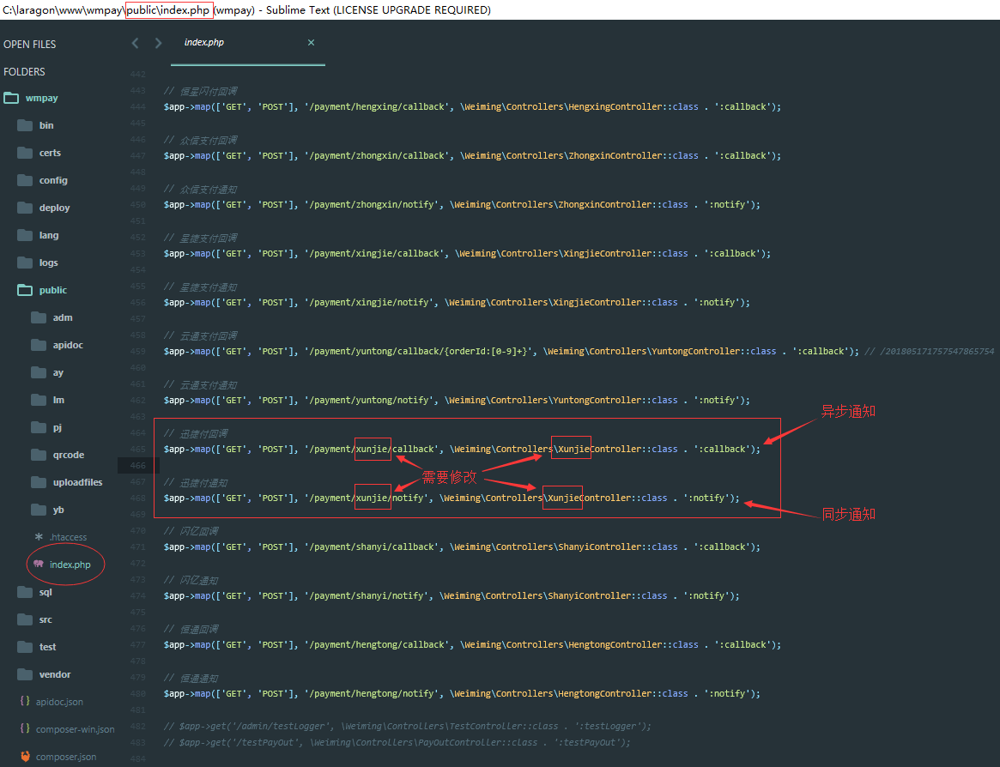 C:\laragon\www\wmpay\public\index.php (wmpay) - Sublime Text (LICENSE UPGRADE REQUIRED)
OPEN FILES
FOLDERS
wmpay
bin
certs
config
deploy
lang
logs
public
adm
apidoc
ay
lm
pj
qrcode
uploadfiles
yb
.htaccess
index.php
sql
src
test
vendor
apidoc.json
composer-win.json
composer.json
index.php
442
443 // 恒星闪付回调
444 $app->map(['GET', 'POST'], '/payment/hengxing/callback', \Weiming\Controllers\HengxingController::class . ':callback');
445
446 // 众信支付回调
447 $app->map(['GET', 'POST'], '/payment/zhongxin/callback', \Weiming\Controllers\ZhongxinController::class . ':callback');
448
449 // 众信支付通知
450 $app->map(['GET', 'POST'], '/payment/zhongxin/notify', \Weiming\Controllers\ZhongxinController::class . ':notify');
451
452 // 星捷支付回调
453 $app->map(['GET', 'POST'], '/payment/xingjie/callback', \Weiming\Controllers\XingjieController::class . ':callback');
454
455 // 星捷支付通知
456 $app->map(['GET', 'POST'], '/payment/xingjie/notify', \Weiming\Controllers\XingjieController::class . ':notify');
457
458 // 云通支付回调
459 $app->map(['GET', 'POST'], '/payment/yuntong/callback/{orderId:[0-9]+}', \Weiming\Controllers\YuntongController::class . ':callback'); // /201805171757547865754
460
461 // 云通支付通知
462 $app->map(['GET', 'POST'], '/payment/yuntong/notify', \Weiming\Controllers\YuntongController::class . ':notify');
463
异步通知
464 // 迅捷付回调
465 $app->map(['GET', 'POST'], '/payment/xunjie/callback', \Weiming\Controllers\XunjieController::class . ':callback');
466
需要修改
467 // 迅捷付通知
468 $app->map(['GET', 'POST'], '/payment/xunjie/notify', \Weiming\Controllers\XunjieController::class . ':notify');
469
同步通知
470 // 闪亿回调
471 $app->map(['GET', 'POST'], '/payment/shanyi/callback', \Weiming\Controllers\ShanyiController::class . ':callback');
472
473 // 闪亿通知
474 $app->map(['GET', 'POST'], '/payment/shanyi/notify', \Weiming\Controllers\ShanyiController::class . ':notify');
475
476 // 恒通回调
477 $app->map(['GET', 'POST'], '/payment/hengtong/callback', \Weiming\Controllers\HengtongController::class . ':callback');
478
479 // 恒通通知
480 $app->map(['GET', 'POST'], '/payment/hengtong/notify', \Weiming\Controllers\HengtongController::class . ':notify');
481
482 // $app->get('/admin/testLogger', \Weiming\Controllers\TestController::class . ':testLogger');
483 // $app->get('/testPayOut', \Weiming\Controllers\PayOutController::class . ':testPayOut');
484